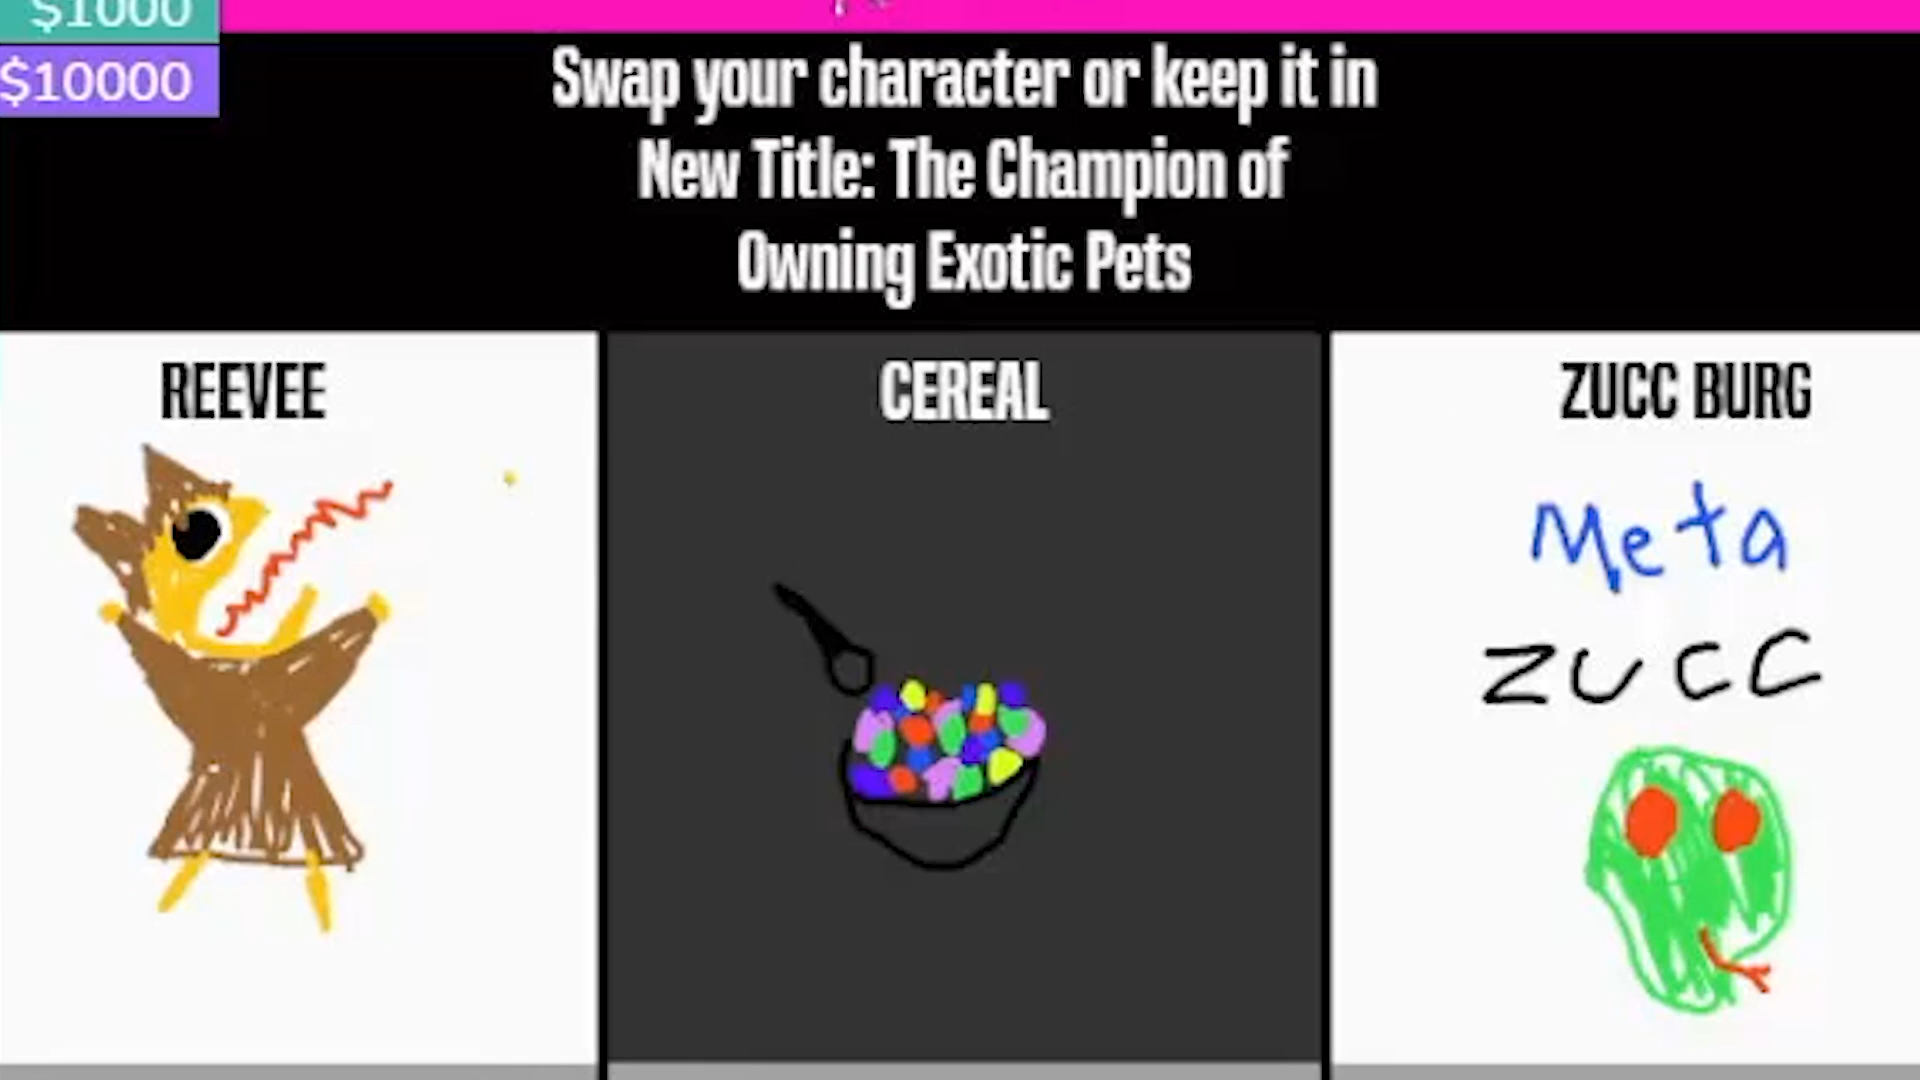 $1000
$10000
Swap your character or keep it in
New Title: The Champion of
Owning Exotic Pets
REEVEE
CEREAL
ZUCC BURG
Meta
ZUCC